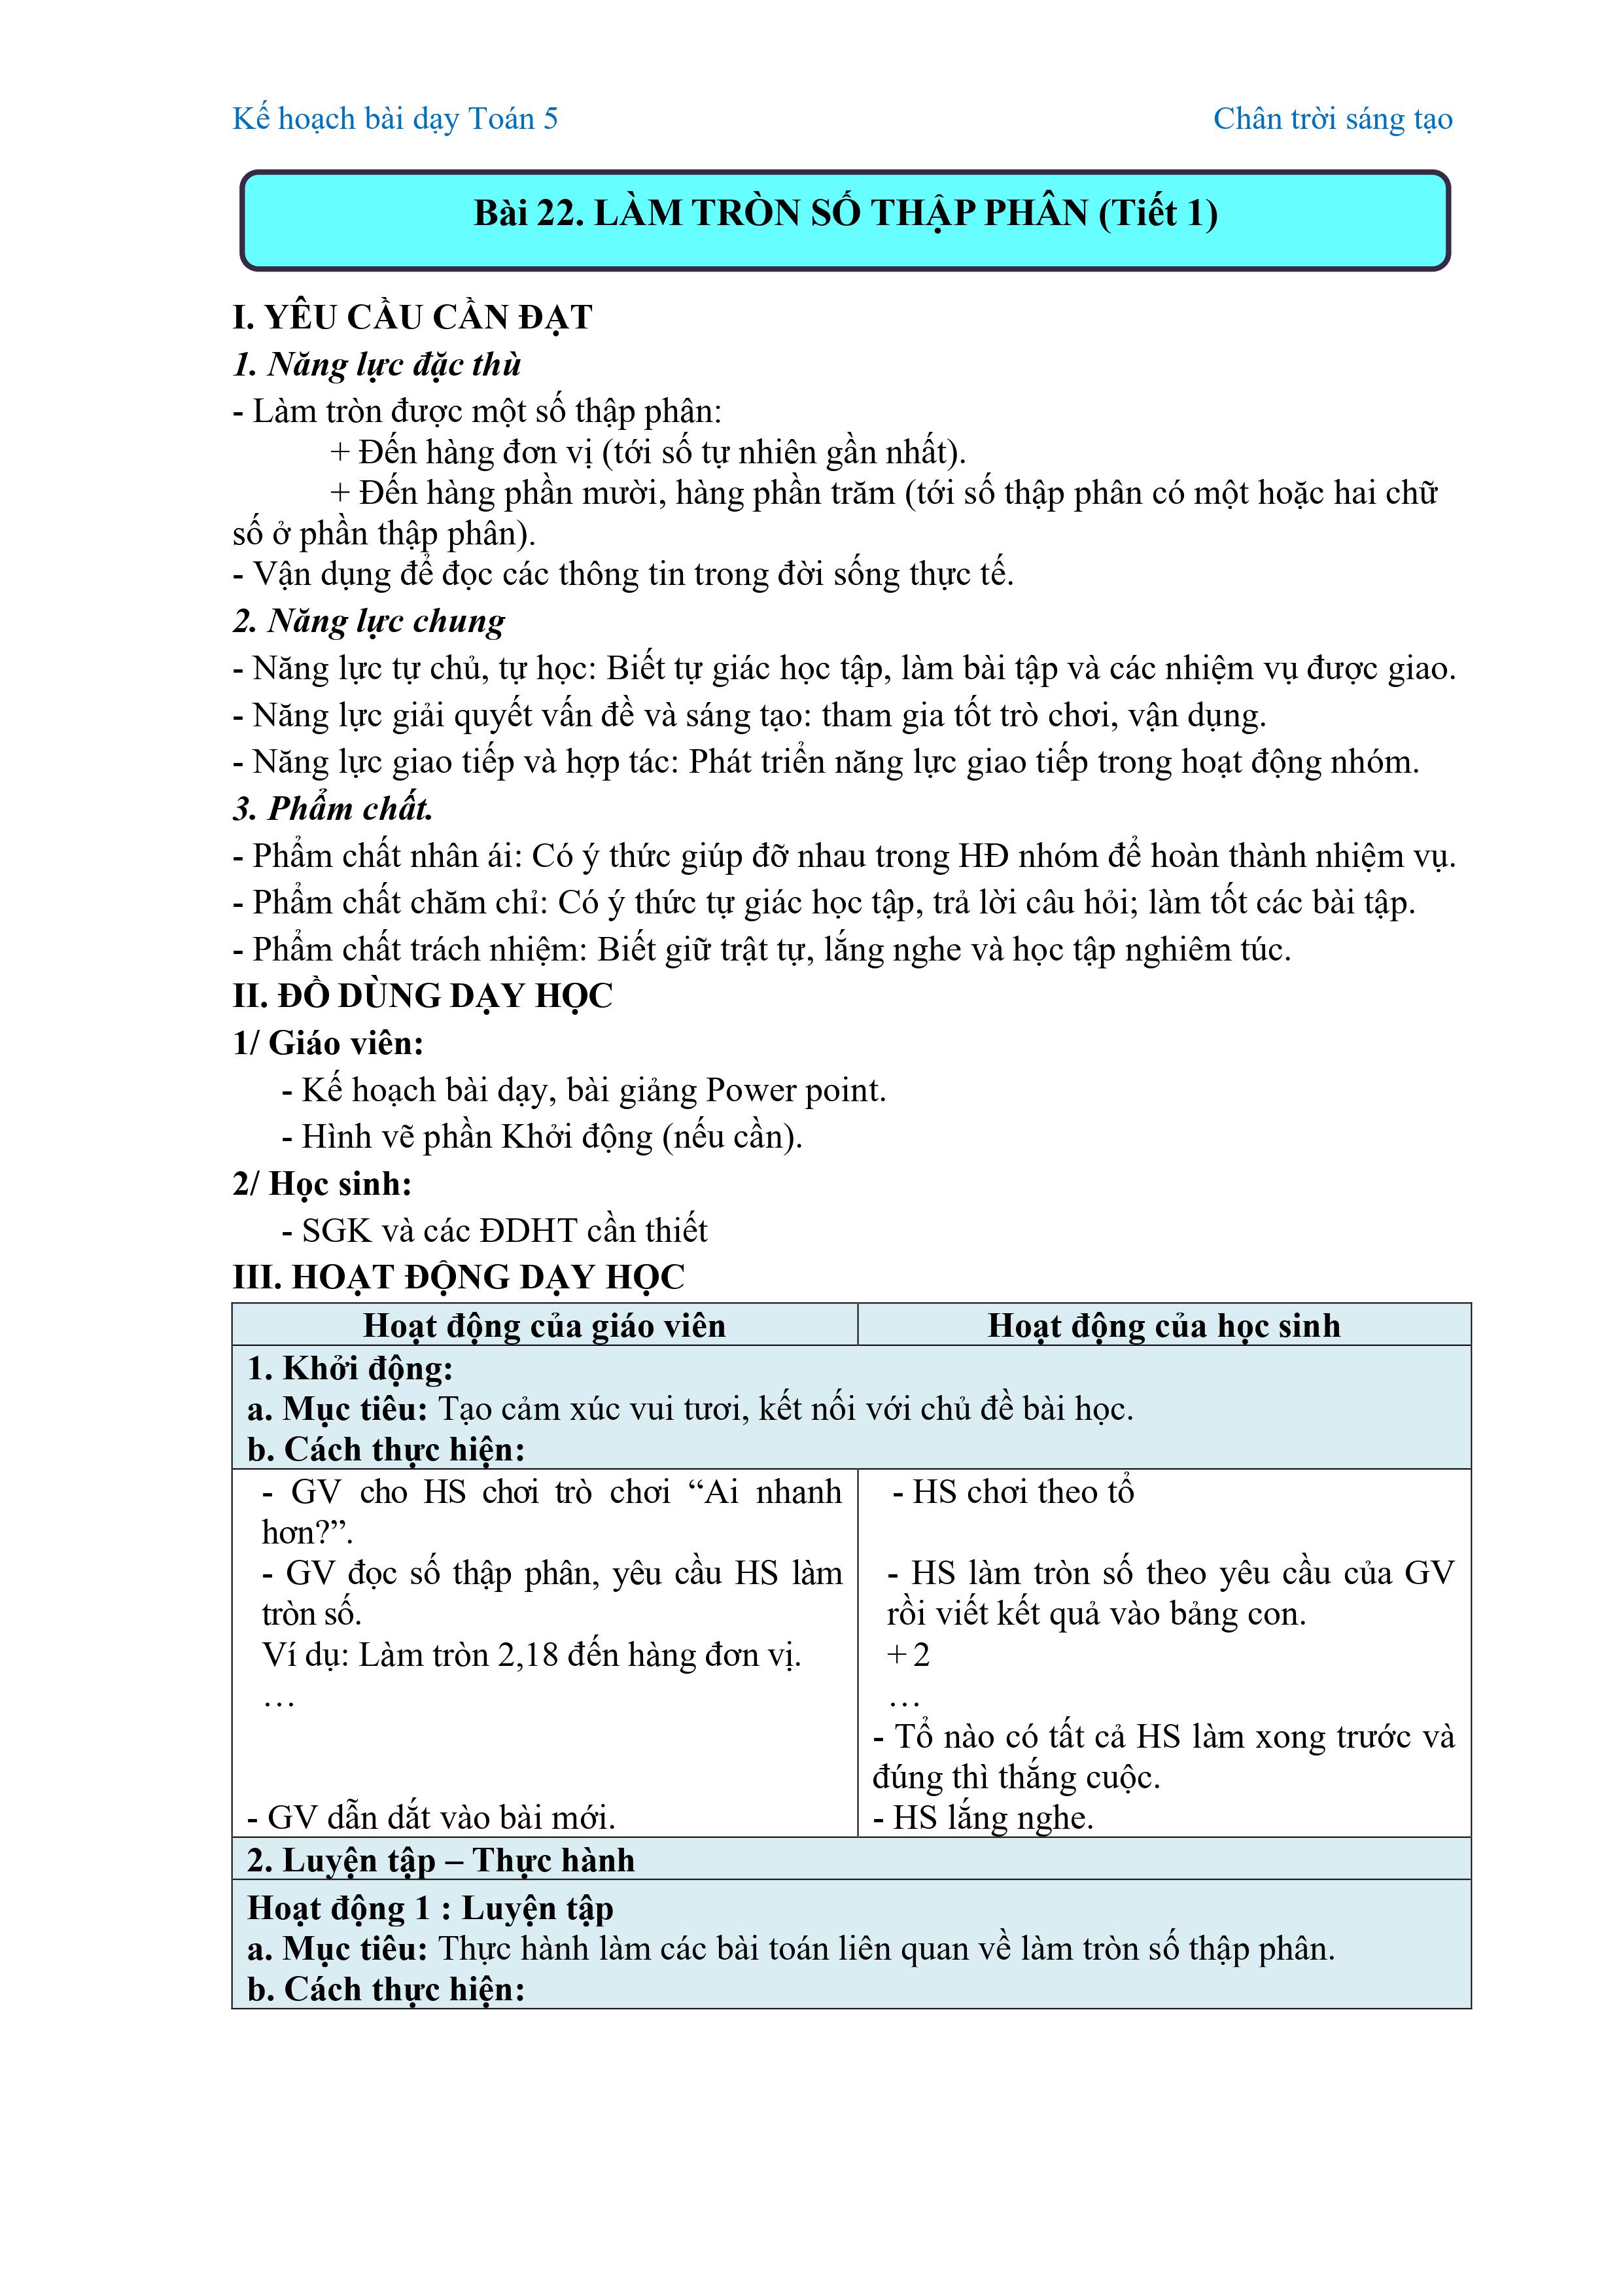 Kế hoạch bài dạy Toán 5 Chân trời sáng tạo
Bài 22. LÀM TRÒN SỐ THẬP PHÂN (Tiết 1)
I. YÊU CẦU CẦN ĐẠT
1. Năng lực đặc thù
- Làm tròn được một số thập phân:
+ Đến hàng đơn vị (tới số tự nhiên gần nhất).
+ Đến hàng phần mười, hàng phần trăm (tới số thập phân có một hoặc hai chữ
số ở phần thập phân).
- Vận dụng để đọc các thông tin trong đời sống thực tế.
2. Năng lực chung
- Năng lực tự chủ, tự học: Biết tự giác học tập, làm bài tập và các nhiệm vụ được giao.
- Năng lực giải quyết vấn đề và sáng tạo: tham gia tốt trò chơi, vận dụng.
- Năng lực giao tiếp và hợp tác: Phát triển năng lực giao tiếp trong hoạt động nhóm.
3. Phẩm chất.
- Phẩm chất nhân ái: Có ý thức giúp đỡ nhau trong HĐ nhóm để hoàn thành nhiệm vụ.
- Phẩm chất chăm chỉ: Có ý thức tự giác học tập, trả lời câu hỏi; làm tốt các bài tập.
- Phẩm chất trách nhiệm: Biết giữ trật tự, lắng nghe và học tập nghiêm túc.
II. ĐỒ DÙNG DẠY HỌC
1/ Giáo viên:
- Kế hoạch bài dạy, bài giảng Power point.
- Hình vẽ phần Khởi động (nếu cần).
2/ Học sinh:
- SGK và các ĐDHT cần thiết
III. HOẠT ĐỘNG DẠY HỌC
Hoạt động của giáo viên Hoạt động của học sinh
1. Khởi động:
a. Mục tiêu: Tạo cảm xúc vui tươi, kết nối với chủ đề bài học.
b. Cách thực hiện:
- GV cho HS chơi trò chơi “Ai nhanh
hơn?”.
- GV đọc số thập phân, yêu cầu HS làm
tròn số.
Ví dụ: Làm tròn 2,18 đến hàng đơn vị.
…
- GV dẫn dắt vào bài mới.
- HS chơi theo tổ
- HS làm tròn số theo yêu cầu của GV
rồi viết kết quả vào bảng con.
+ 2
…
- Tổ nào có tất cả HS làm xong trước và
đúng thì thắng cuộc.
- HS lắng nghe.
2. Luyện tập – Thực hành
Hoạt động 1 : Luyện tập
a. Mục tiêu: Thực hành làm các bài toán liên quan về làm tròn số thập phân.
b. Cách thực hiện: